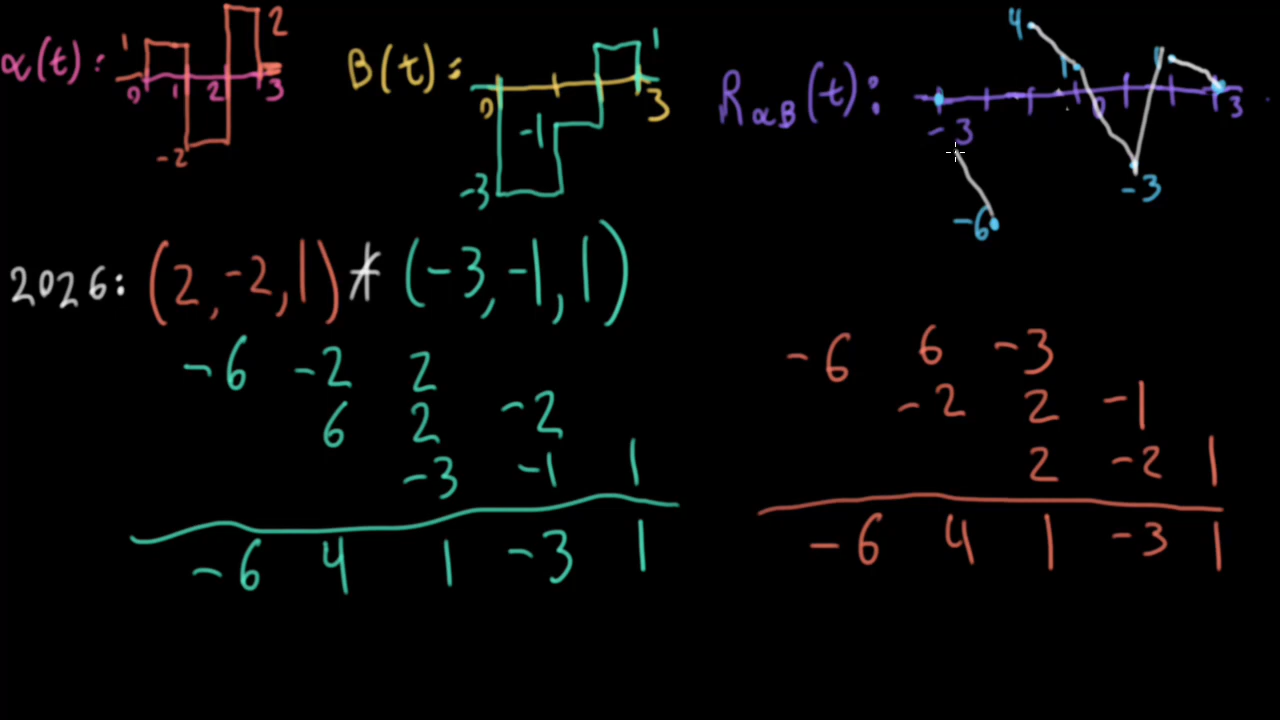 α(t): 1 -2 2 0 1 2 3
B(t)= 0 -3 -1 1 3
RαB(t): -3 -6 4 1 0 -3 1 3
2026: (2, -2, 1) * (-3, -1, 1)
-6 -2 2
6 2 -2
-3 -1 1
-6 4 1 -3 1
-6 6 -3
-2 2 -1
2 -2 1
-6 4 1 -3 1